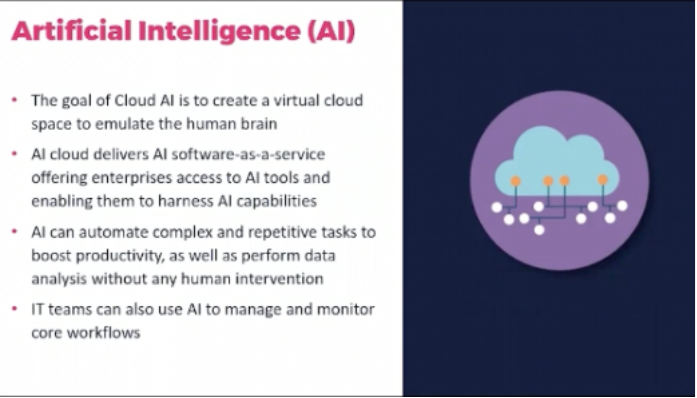 Artificial Intelligence (AI)
• The goal of Cloud AI is to create a virtual cloud
space to emulate the human brain
• AI cloud delivers AI software-as-a-service
offering enterprises access to AI tools and
enabling them to harness AI capabilities
• AI can automate complex and repetitive tasks to
boost productivity, as well as perform data
analysis without any human intervention
• IT teams can also use AI to manage and monitor
core workflows